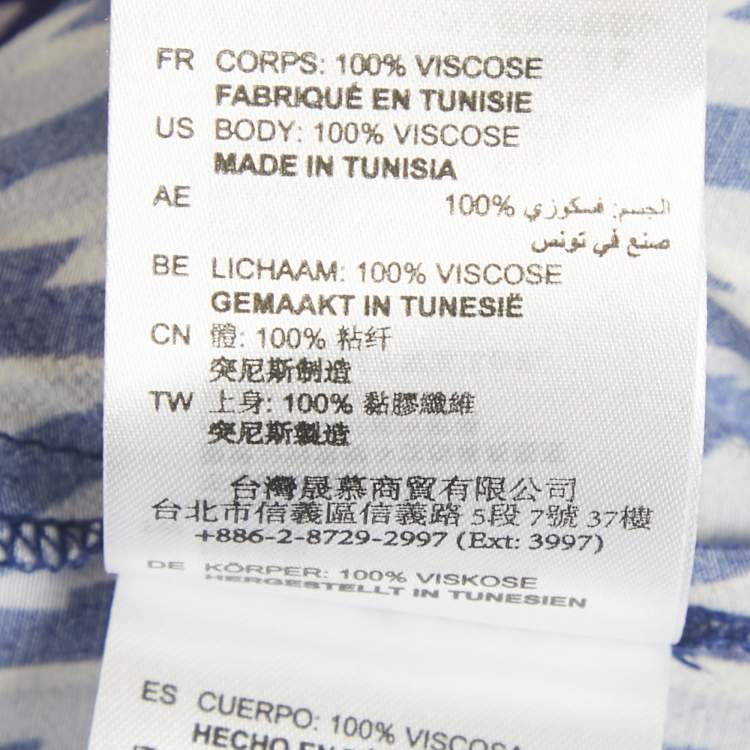 FR CORPS: 100% VISCOSE
FABRIQUÉ EN TUNISIE
US BODY: 100% VISCOSE
MADE IN TUNISIA
AE الجسم: فسكوزي 100%
صنع في تونس
BE LICHAAM: 100% VISCOSE
GEMAAKT IN TUNESIË
CN 體: 100% 粘纤
突尼斯制造
TW 上身: 100% 黏膠纖維
突尼斯製造
台灣晟慕商貿有限公司
台北市信義區信義路 5段 7號 37樓
+886-2-8729-2997 (Ext: 3997)
DE KÖRPER: 100% VISKOSE
HERGESTELLT IN TUNESIEN
ES CUERPO: 100% VISCOSA
HECHO EN